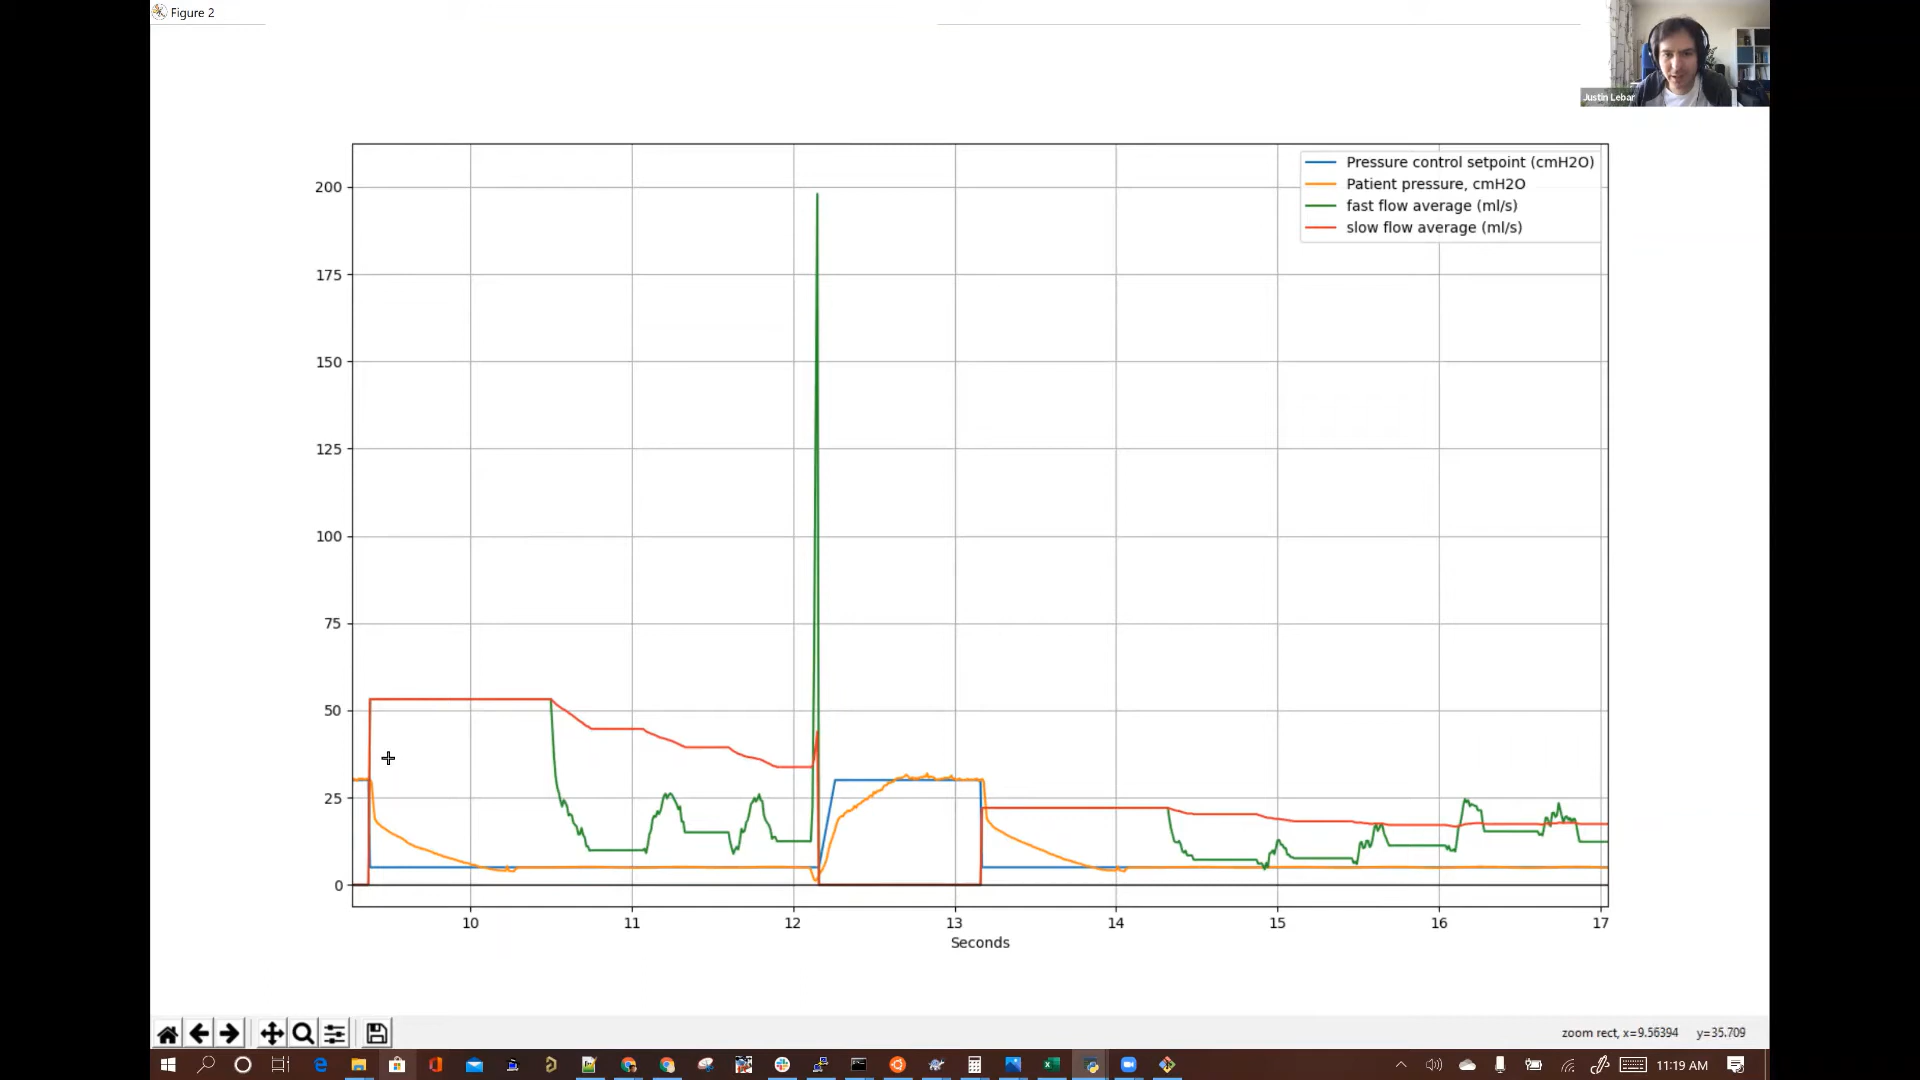 Figure 2
Justin Lebar
Pressure control setpoint (cmH2O)
Patient pressure, cmH2O
fast flow average (ml/s)
slow flow average (ml/s)
200
175
150
125
100
75
50
25
0
10 11 12 13 14 15 16 17
Seconds
zoom rect, x=9.56394 y=35.709
11:19 AM